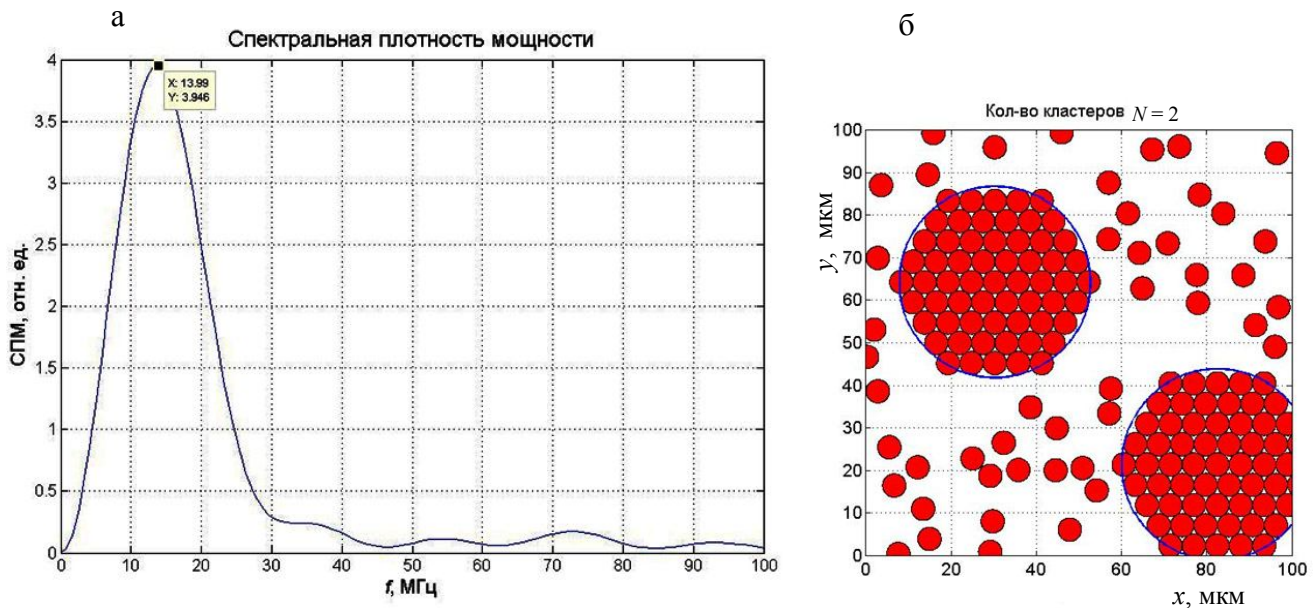 а
Спектральная плотность мощности
СПМ, отн. ед.
4
3.5
3
2.5
2
1.5
1
0.5
0
X: 13.99
Y: 3.946
0 10 20 30 40 50 60 70 80 90 100
f, МГц
б
Кол-во кластеров N = 2
y, мкм
100
90
80
70
60
50
40
30
20
10
0
0 20 40 60 80 100
x, мкм